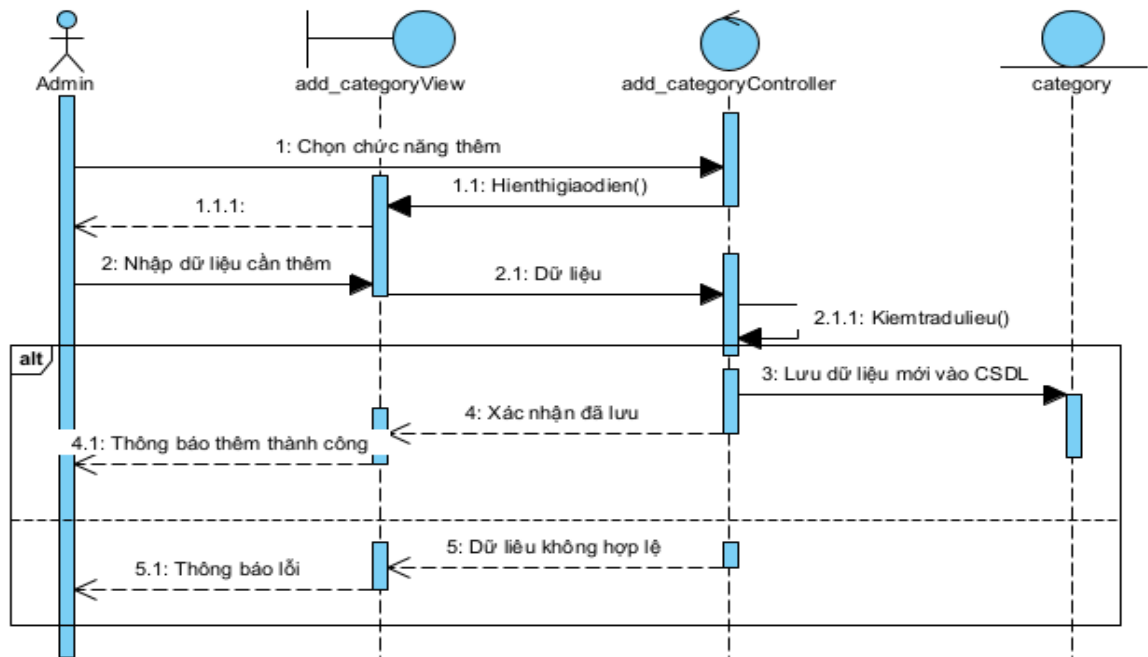 Admin
add_categoryView
add_categoryController
category
1: Chọn chức năng thêm
1.1: Hienthigiaodien()
1.1.1:
2: Nhập dữ liệu cần thêm
2.1: Dữ liệu
2.1.1: Kiemtradulieu()
alt
3: Lưu dữ liệu mới vào CSDL
4: Xác nhận đã lưu
4.1: Thông báo thêm thành công
5: Dữ liêu không hợp lệ
5.1: Thông báo lỗi